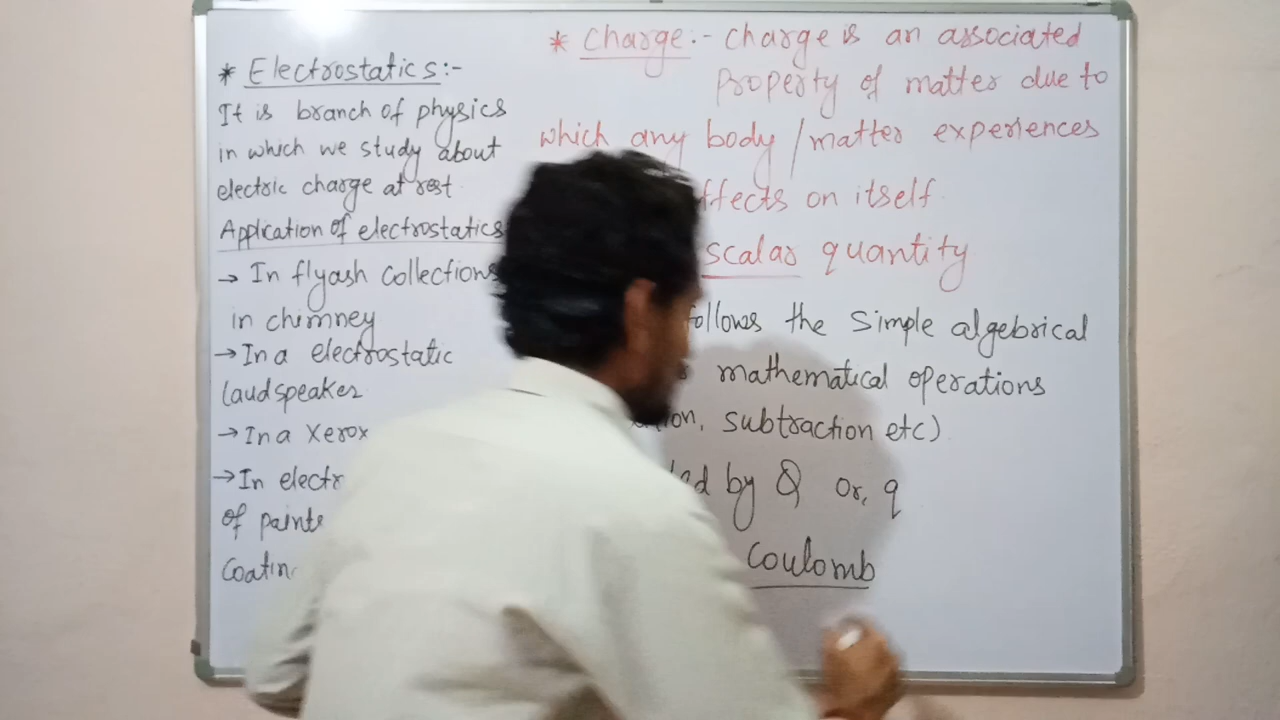 * Electrostatics:-
It is branch of physics
in which we study about
electric charge at rest
Application of electrostatics
→ In flyash collections
in chimney
→ In a electrostatic
laudspeaker
→ In a Xerox
→ In electr
of paints
Coatin
* Charge:- Charge is an associated
Property of matter due to
which any body / matter experiences
ffects on itself
scalar quantity
follows the simple algebrical
mathematical operations
subtraction etc)
by Q or, q
Coulomb